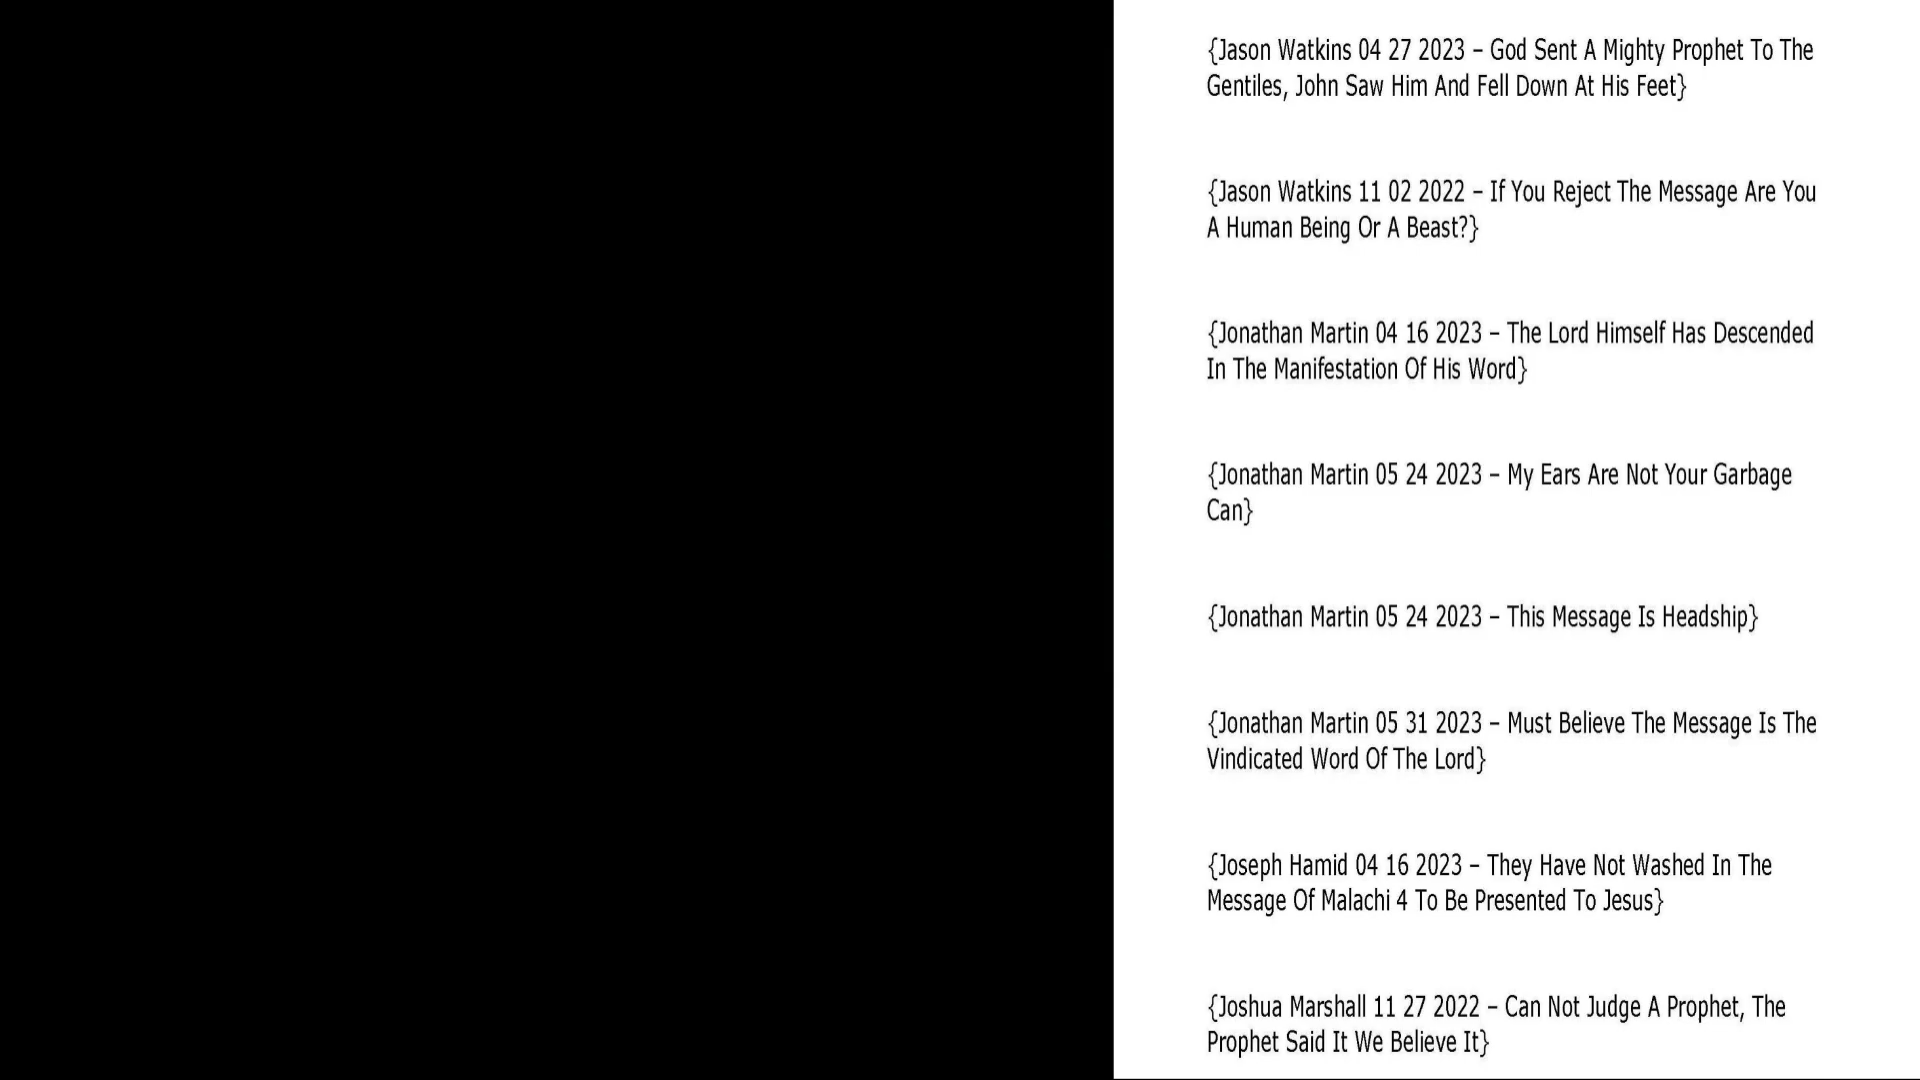 {Jason Watkins 04 27 2023 – God Sent A Mighty Prophet To The
Gentiles, John Saw Him And Fell Down At His Feet}
{Jason Watkins 11 02 2022 – If You Reject The Message Are You
A Human Being Or A Beast?}
{Jonathan Martin 04 16 2023 – The Lord Himself Has Descended
In The Manifestation Of His Word}
{Jonathan Martin 05 24 2023 – My Ears Are Not Your Garbage
Can}
{Jonathan Martin 05 24 2023 – This Message Is Headship}
{Jonathan Martin 05 31 2023 – Must Believe The Message Is The
Vindicated Word Of The Lord}
{Joseph Hamid 04 16 2023 – They Have Not Washed In The
Message Of Malachi 4 To Be Presented To Jesus}
{Joshua Marshall 11 27 2022 – Can Not Judge A Prophet, The
Prophet Said It We Believe It}